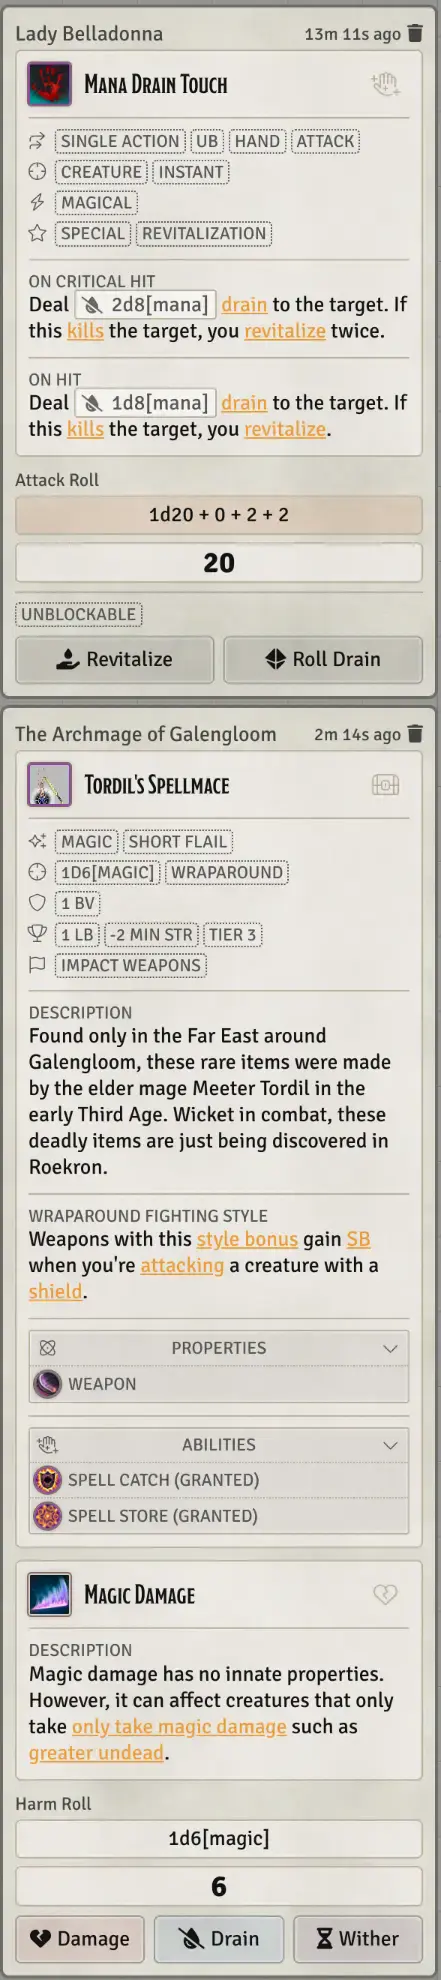 Lady Belladonna 13m 11s ago
Mana Drain Touch
SINGLE ACTION UB HAND ATTACK
CREATURE INSTANT
MAGICAL
SPECIAL REVITALIZATION
ON CRITICAL HIT
Deal 2d8[mana] drain to the target. If
this kills the target, you revitalize twice.
ON HIT
Deal 1d8[mana] drain to the target. If
this kills the target, you revitalize.
Attack Roll
1d20 + 0 + 2 + 2
20
UNBLOCKABLE
Revitalize Roll Drain
The Archmage of Galengloom 2m 14s ago
Tordil's Spellmace
MAGIC SHORT FLAIL
1D6[MAGIC] WRAPAROUND
1 BV
1 LB -2 MIN STR TIER 3
IMPACT WEAPONS
DESCRIPTION
Found only in the Far East around
Galengloom, these rare items were made
by the elder mage Meeter Tordil in the
early Third Age. Wicket in combat, these
deadly items are just being discovered in
Roekron.
WRAPAROUND FIGHTING STYLE
Weapons with this style bonus gain SB
when you're attacking a creature with a
shield.
PROPERTIES
WEAPON
ABILITIES
SPELL CATCH (GRANTED)
SPELL STORE (GRANTED)
Magic Damage
DESCRIPTION
Magic damage has no innate properties.
However, it can affect creatures that only
take only take magic damage such as
greater undead.
Harm Roll
1d6[magic]
6
Damage Drain Wither